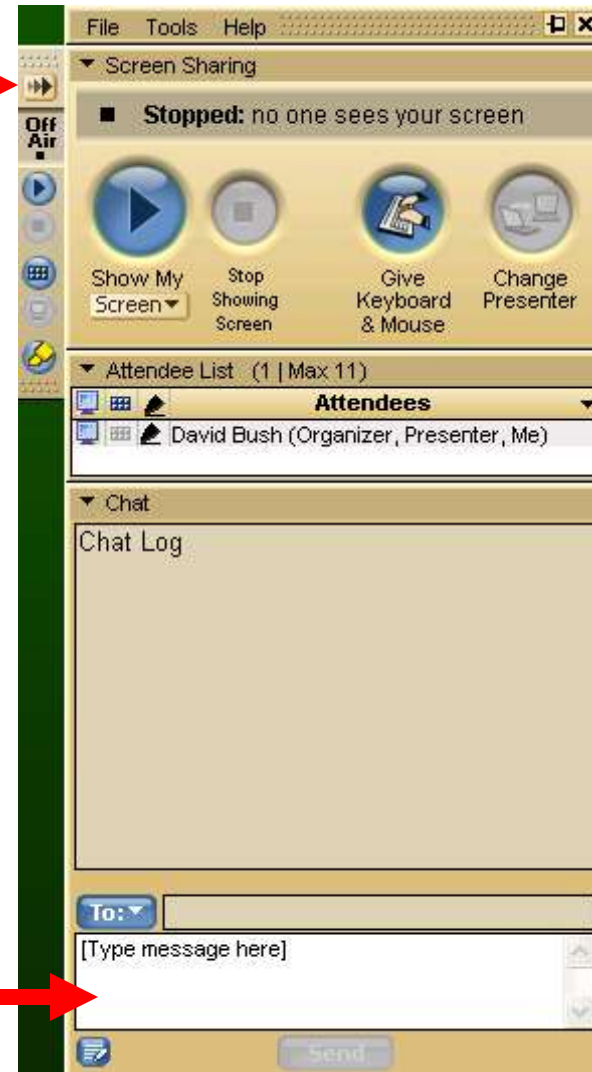 File Tools Help
Screen Sharing
Off
Air
Stopped: no one sees your screen
Show My
Screen
Stop
Showing
Screen
Give
Keyboard
& Mouse
Change
Presenter
Attendee List (1 | Max 11)
Attendees
David Bush (Organizer, Presenter, Me)
Chat
Chat Log
To:
[Type message here]
Send